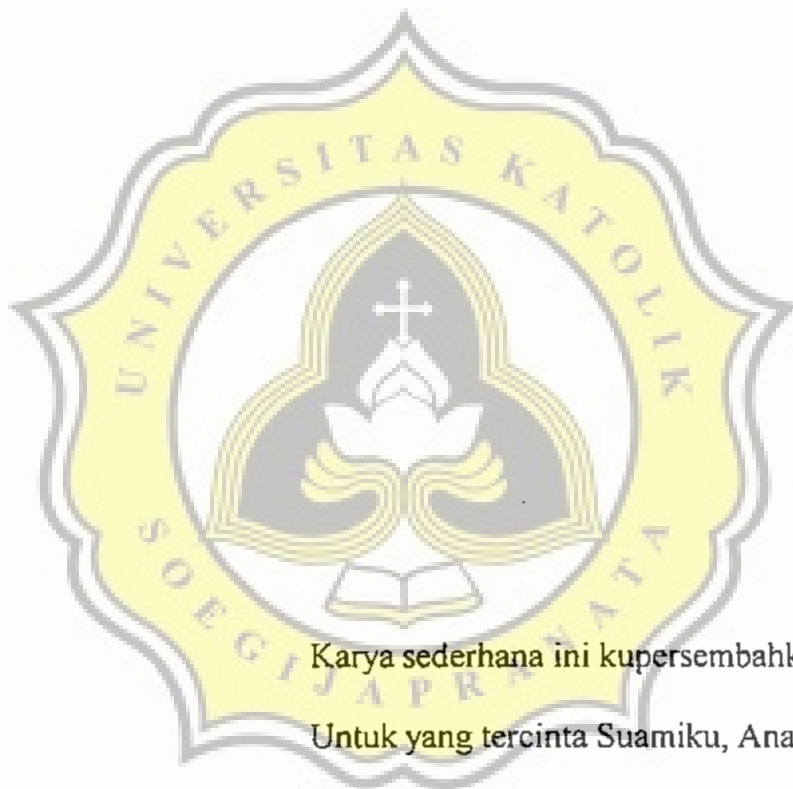 UNIVERSITAS KATOLIK
SOEGIJAPRANATA
Karya sederhana ini kupersembahk
Untuk yang tercinta Suamiku, Ana